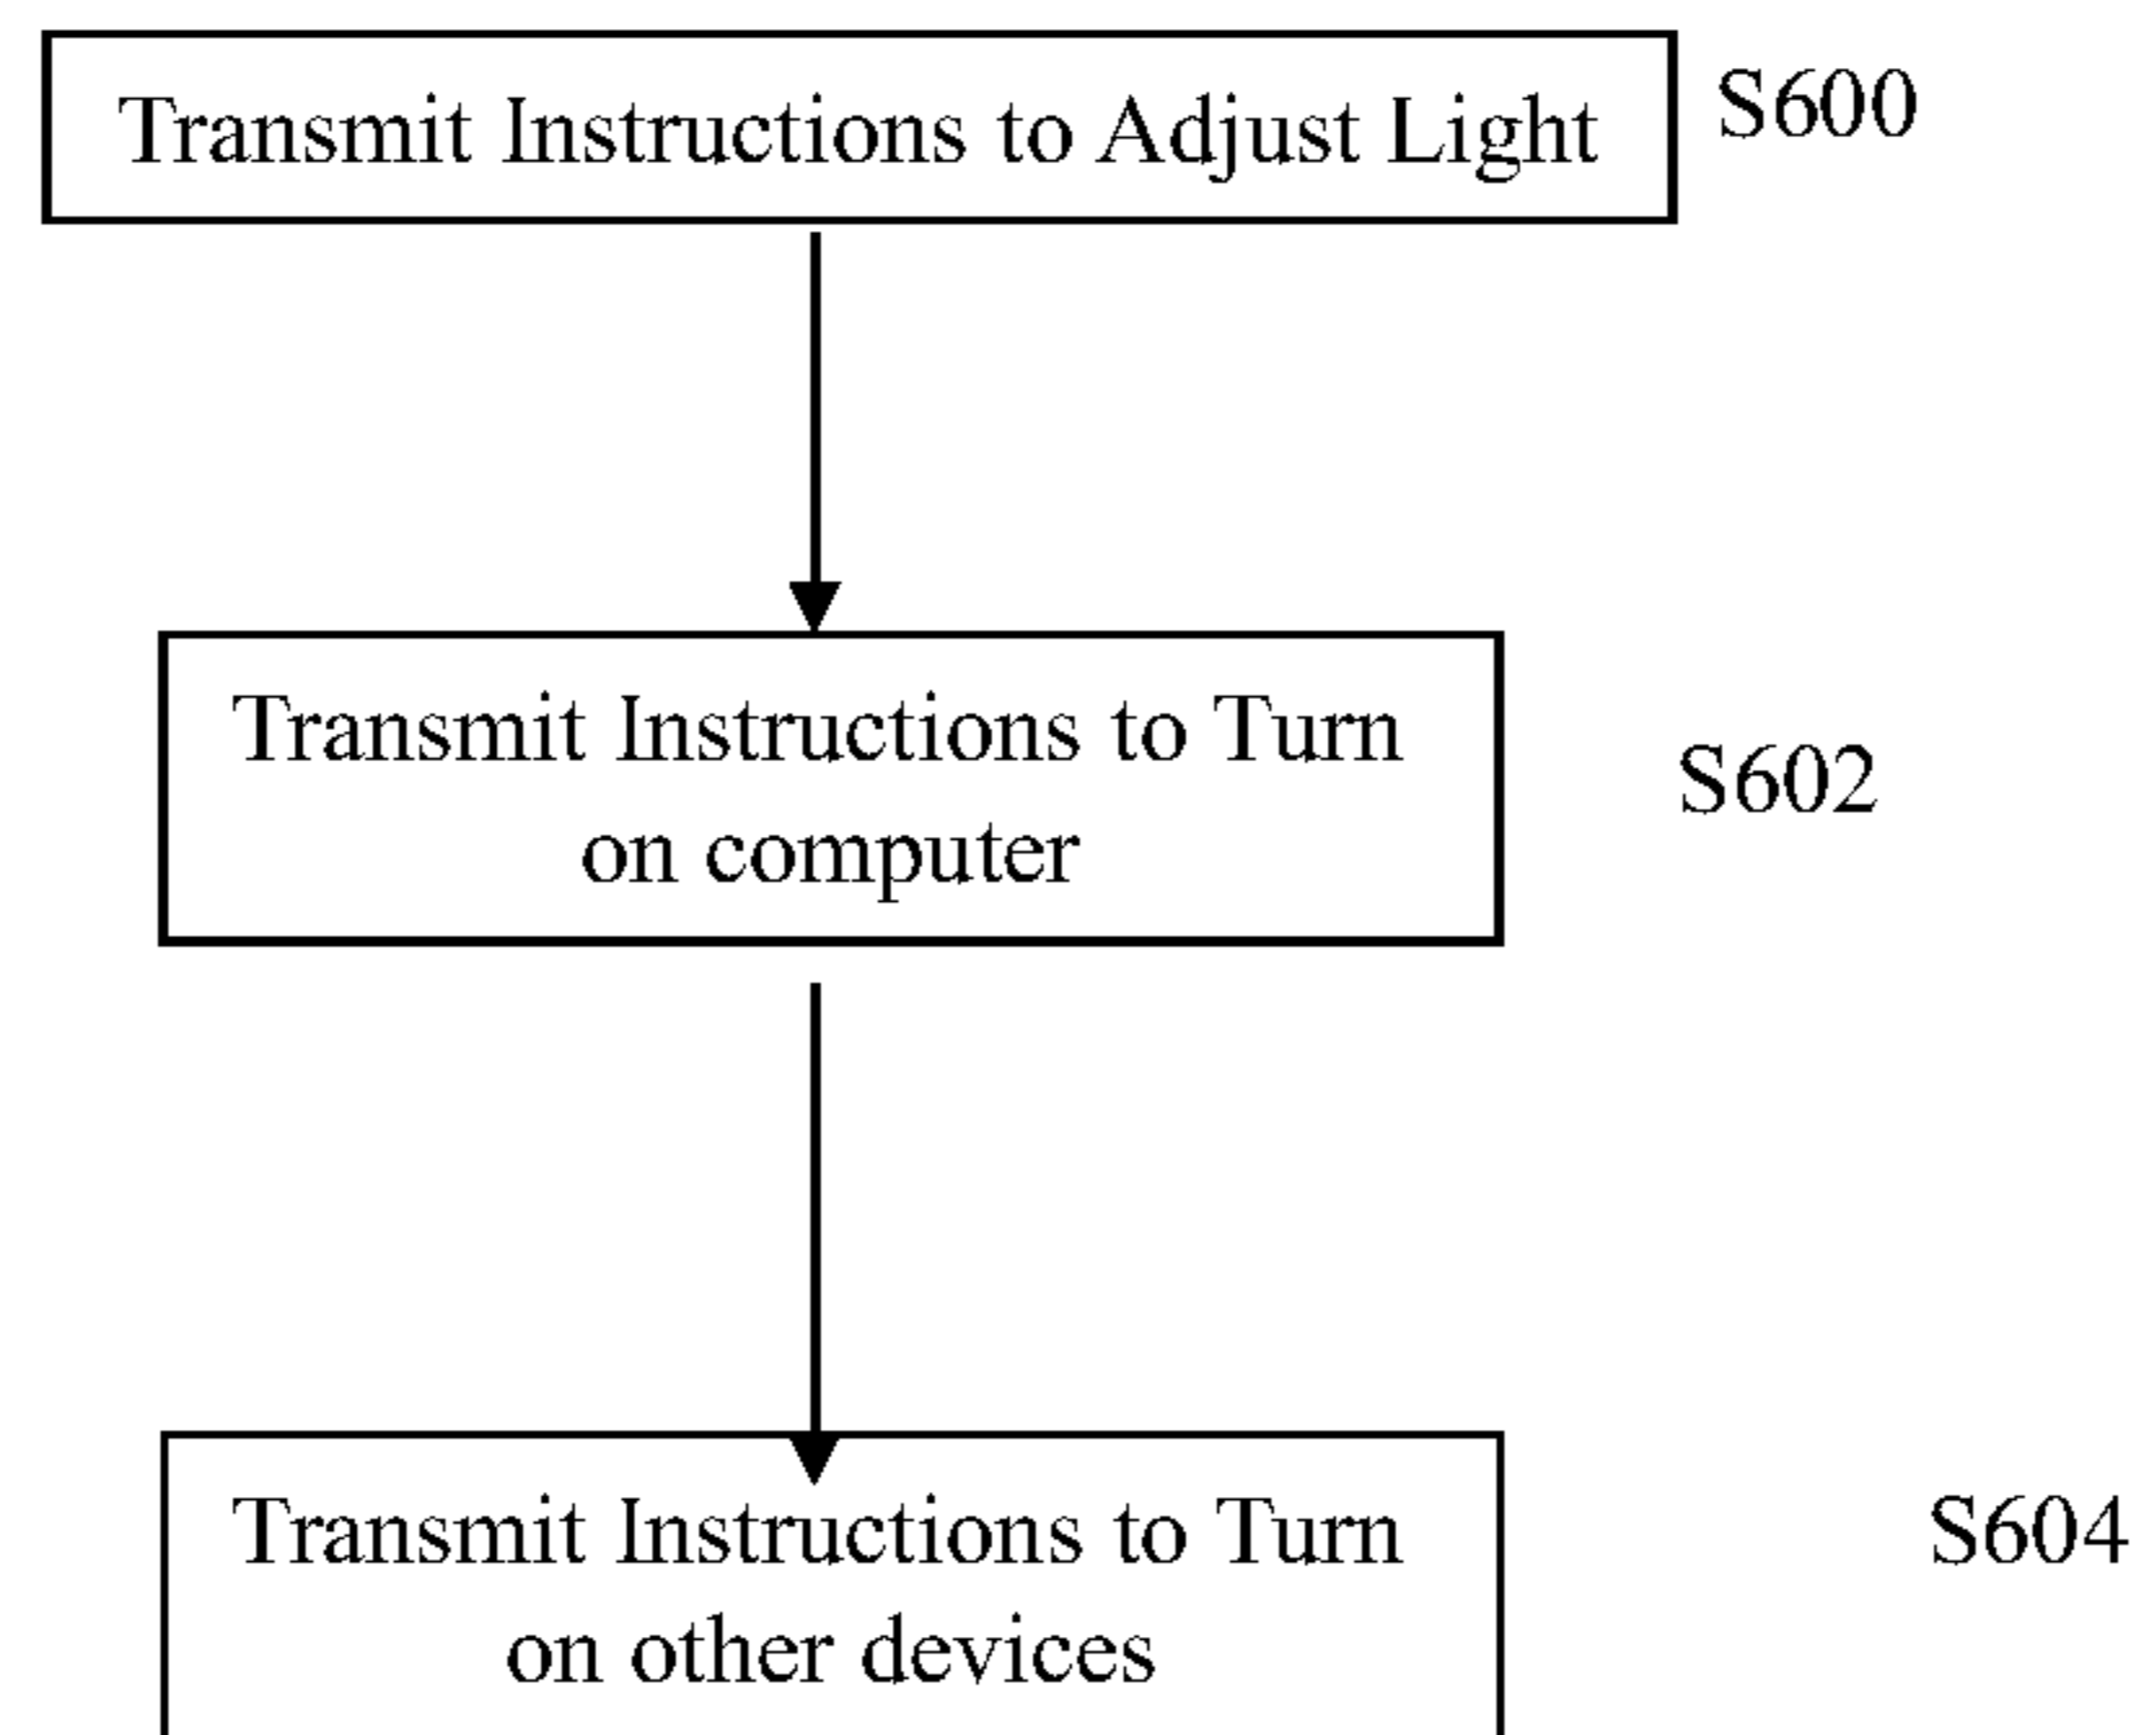 Transmit Instructions to Adjust Light
S600
Transmit Instructions to Turn
on computer
S602
Transmit Instructions to Turn
on other devices
S604